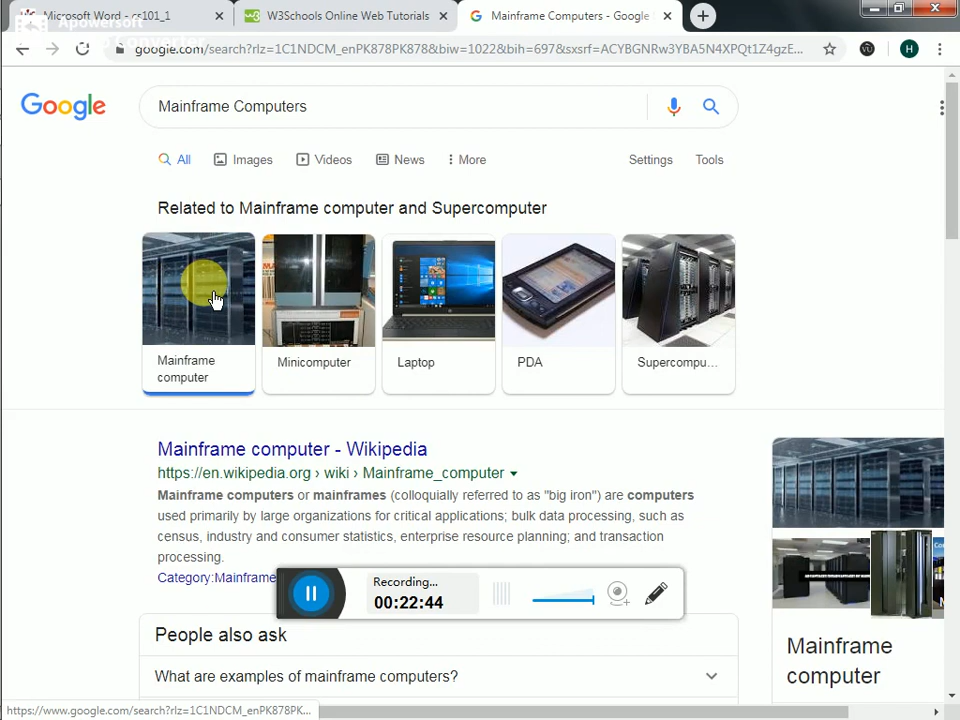 Microsoft Word - cs101_1
W3Schools Online Web Tutorials
Mainframe Computers - Google
Apowersoft
google.com/search?rlz=1C1NDCM_enPK878PK878&biw=1022&bih=697&sxsrf=ACYBGNRw3YBA5N4XPQt1Z4gzE...
H
Google
Mainframe Computers
All
Images
Videos
News
More
Settings
Tools
Related to Mainframe computer and Supercomputer
Mainframe
computer
Minicomputer
Laptop
PDA
Supercompu...
Mainframe computer - Wikipedia
https://en.wikipedia.org › wiki › Mainframe_computer
Mainframe computers or mainframes (colloquially referred to as "big iron") are computers
used primarily by large organizations for critical applications; bulk data processing, such as
census, industry and consumer statistics, enterprise resource planning; and transaction
processing.
Category:Mainframe
Recording...
00:22:44
People also ask
What are examples of mainframe computers?
Mainframe
computer
https://www.google.com/search?rlz=1C1NDCM_enPK878PK...